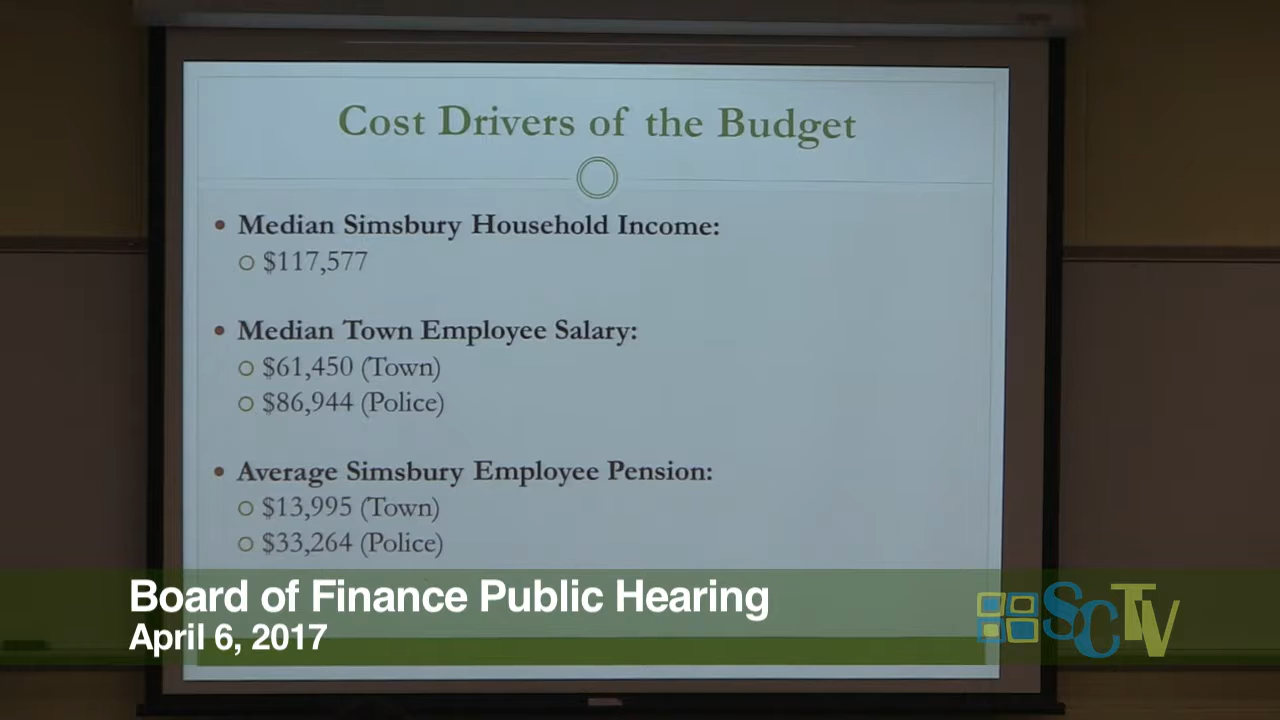 Cost Drivers of the Budget
Median Simsbury Household Income:
$117,577
Median Town Employee Salary:
$61,450 (Town)
$86,944 (Police)
Average Simsbury Employee Pension:
$13,995 (Town)
$33,264 (Police)
Board of Finance Public Hearing
April 6, 2017
SCTV